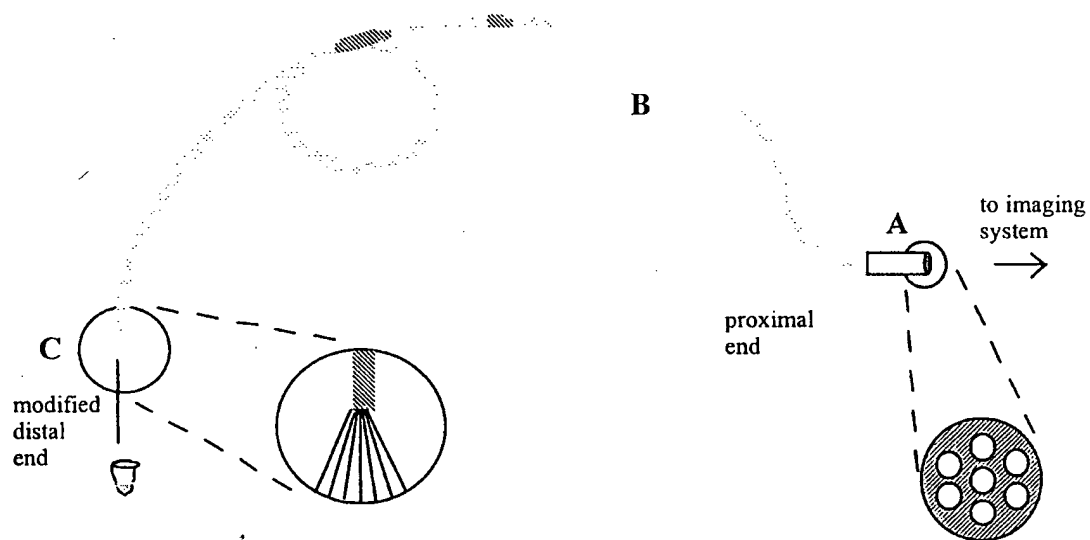 B
A
to imaging
system
proximal
end
C
modified
distal
end